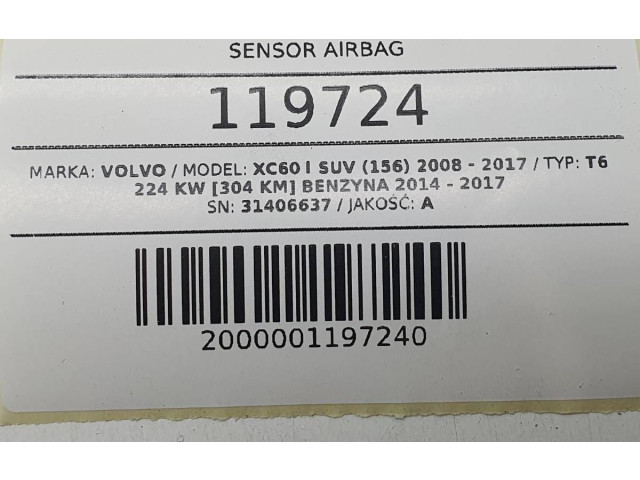 SENSOR AIRBAG
119724
MARKA: VOLVO / MODEL: XC60 I SUV (156) 2008 - 2017 / TYP: T6
224 KW [304 KM] BENZYNA 2014 - 2017
SN: 31406637 / JAKOŚĆ: A
2000001197240